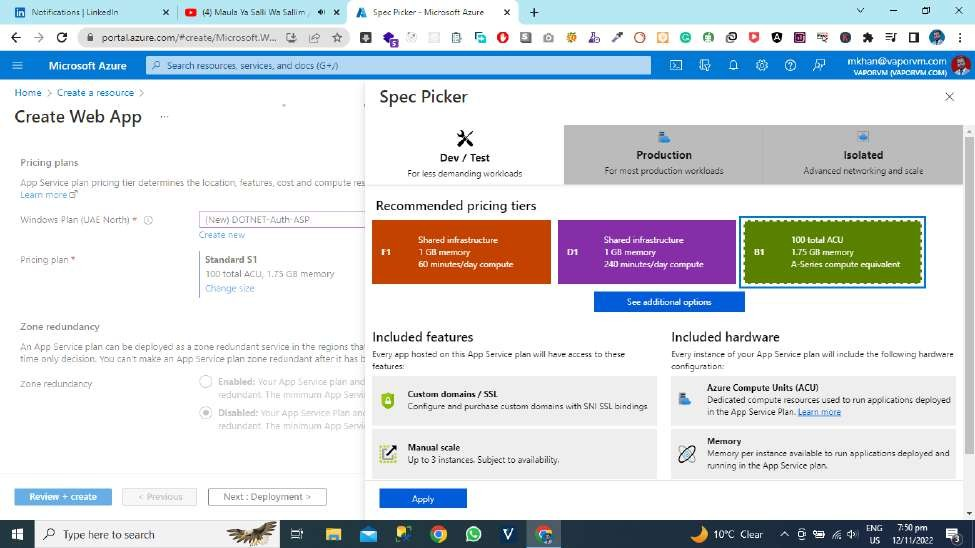 Notifications | LinkedIn
(4) Maula Ya Salli Wa Sallim
Spec Picker - Microsoft Azure
portal.azure.com/#create/Microsoft.W...
Microsoft Azure
Search resources, services, and docs (G+/)
mkhan@vaporvm.com
VAPORVM (VAPORVM.COM)
Home > Create a resource >
Create Web App ...
Pricing plans
App Service plan pricing tier determines the location, features, cost and compute res
Learn more
Windows Plan (UAE North) *
(New) DOTNET-Auth-ASP
Create new
Pricing plan *
Standard S1
100 total ACU, 1.75 GB memory
Change size
Zone redundancy
An App Service plan can be deployed as a zone redundant service in the regions that
time only decision. You can't make an App Service plan zone redundant after it has b
Zone redundancy
Enabled: Your App Service plan and
redundant. The minimum App Servi
Disabled: Your App Service Plan and
redundant. The minimum App Servi
Review + create
< Previous
Next : Deployment >
Spec Picker
Dev / Test
For less demanding workloads
Production
For most production workloads
Isolated
Advanced networking and scale
Recommended pricing tiers
F1
Shared infrastructure
1 GB memory
60 minutes/day compute
D1
Shared infrastructure
1 GB memory
240 minutes/day compute
B1
100 total ACU
1.75 GB memory
A-Series compute equivalent
See additional options
Included features
Every app hosted on this App Service plan will have access to these
features:
Custom domains / SSL
Configure and purchase custom domains with SNI SSL bindings
Manual scale
Up to 3 instances. Subject to availability.
Included hardware
Every instance of your App Service plan will include the following hardware
configuration:
Azure Compute Units (ACU)
Dedicated compute resources used to run applications deployed
in the App Service Plan. Learn more
Memory
Memory per instance available to run applications deployed and
running in the App Service plan.
Apply
Type here to search
10°C Clear
ENG
US
7:50 pm
12/11/2022
3